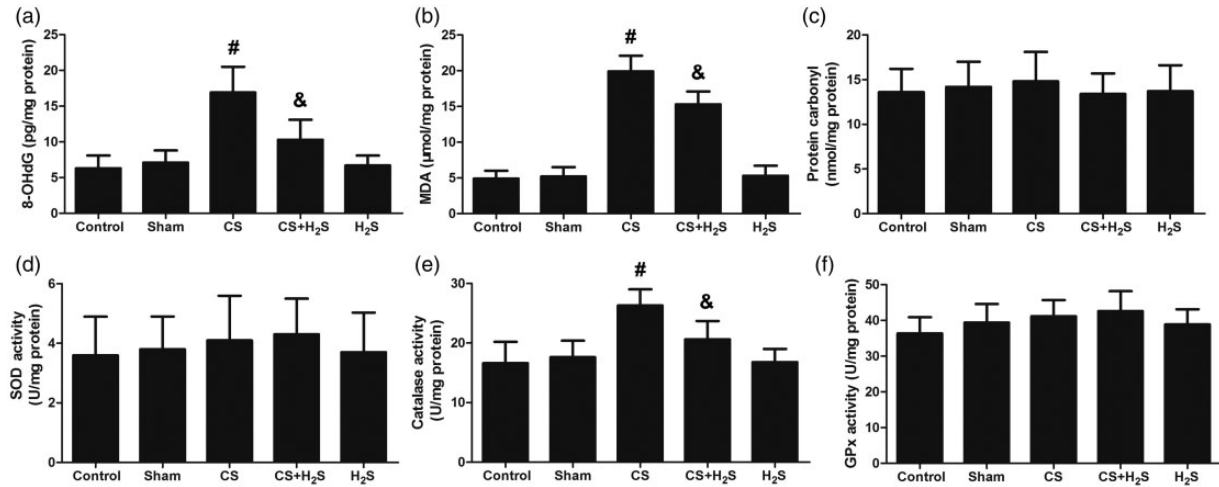 (a)
8-OHdG (pg/mg protein)
25
20
15
10
5
0
#
&
Control Sham CS CS+H₂S H₂S
(b)
MDA (μmol/mg protein)
25
20
15
10
5
0
#
&
Control Sham CS CS+H₂S H₂S
(c)
Protein carbonyl
(nmol/mg protein)
20
15
10
5
0
Control Sham CS CS+H₂S H₂S
(d)
SOD activity
(U/mg protein)
6
4
2
0
Control Sham CS CS+H₂S H₂S
(e)
Catalase activity
(U/mg protein)
30
20
10
0
#
&
Control Sham CS CS+H₂S H₂S
(f)
GPx activity (U/mg protein)
50
40
30
20
10
0
Control Sham CS CS+H₂S H₂S